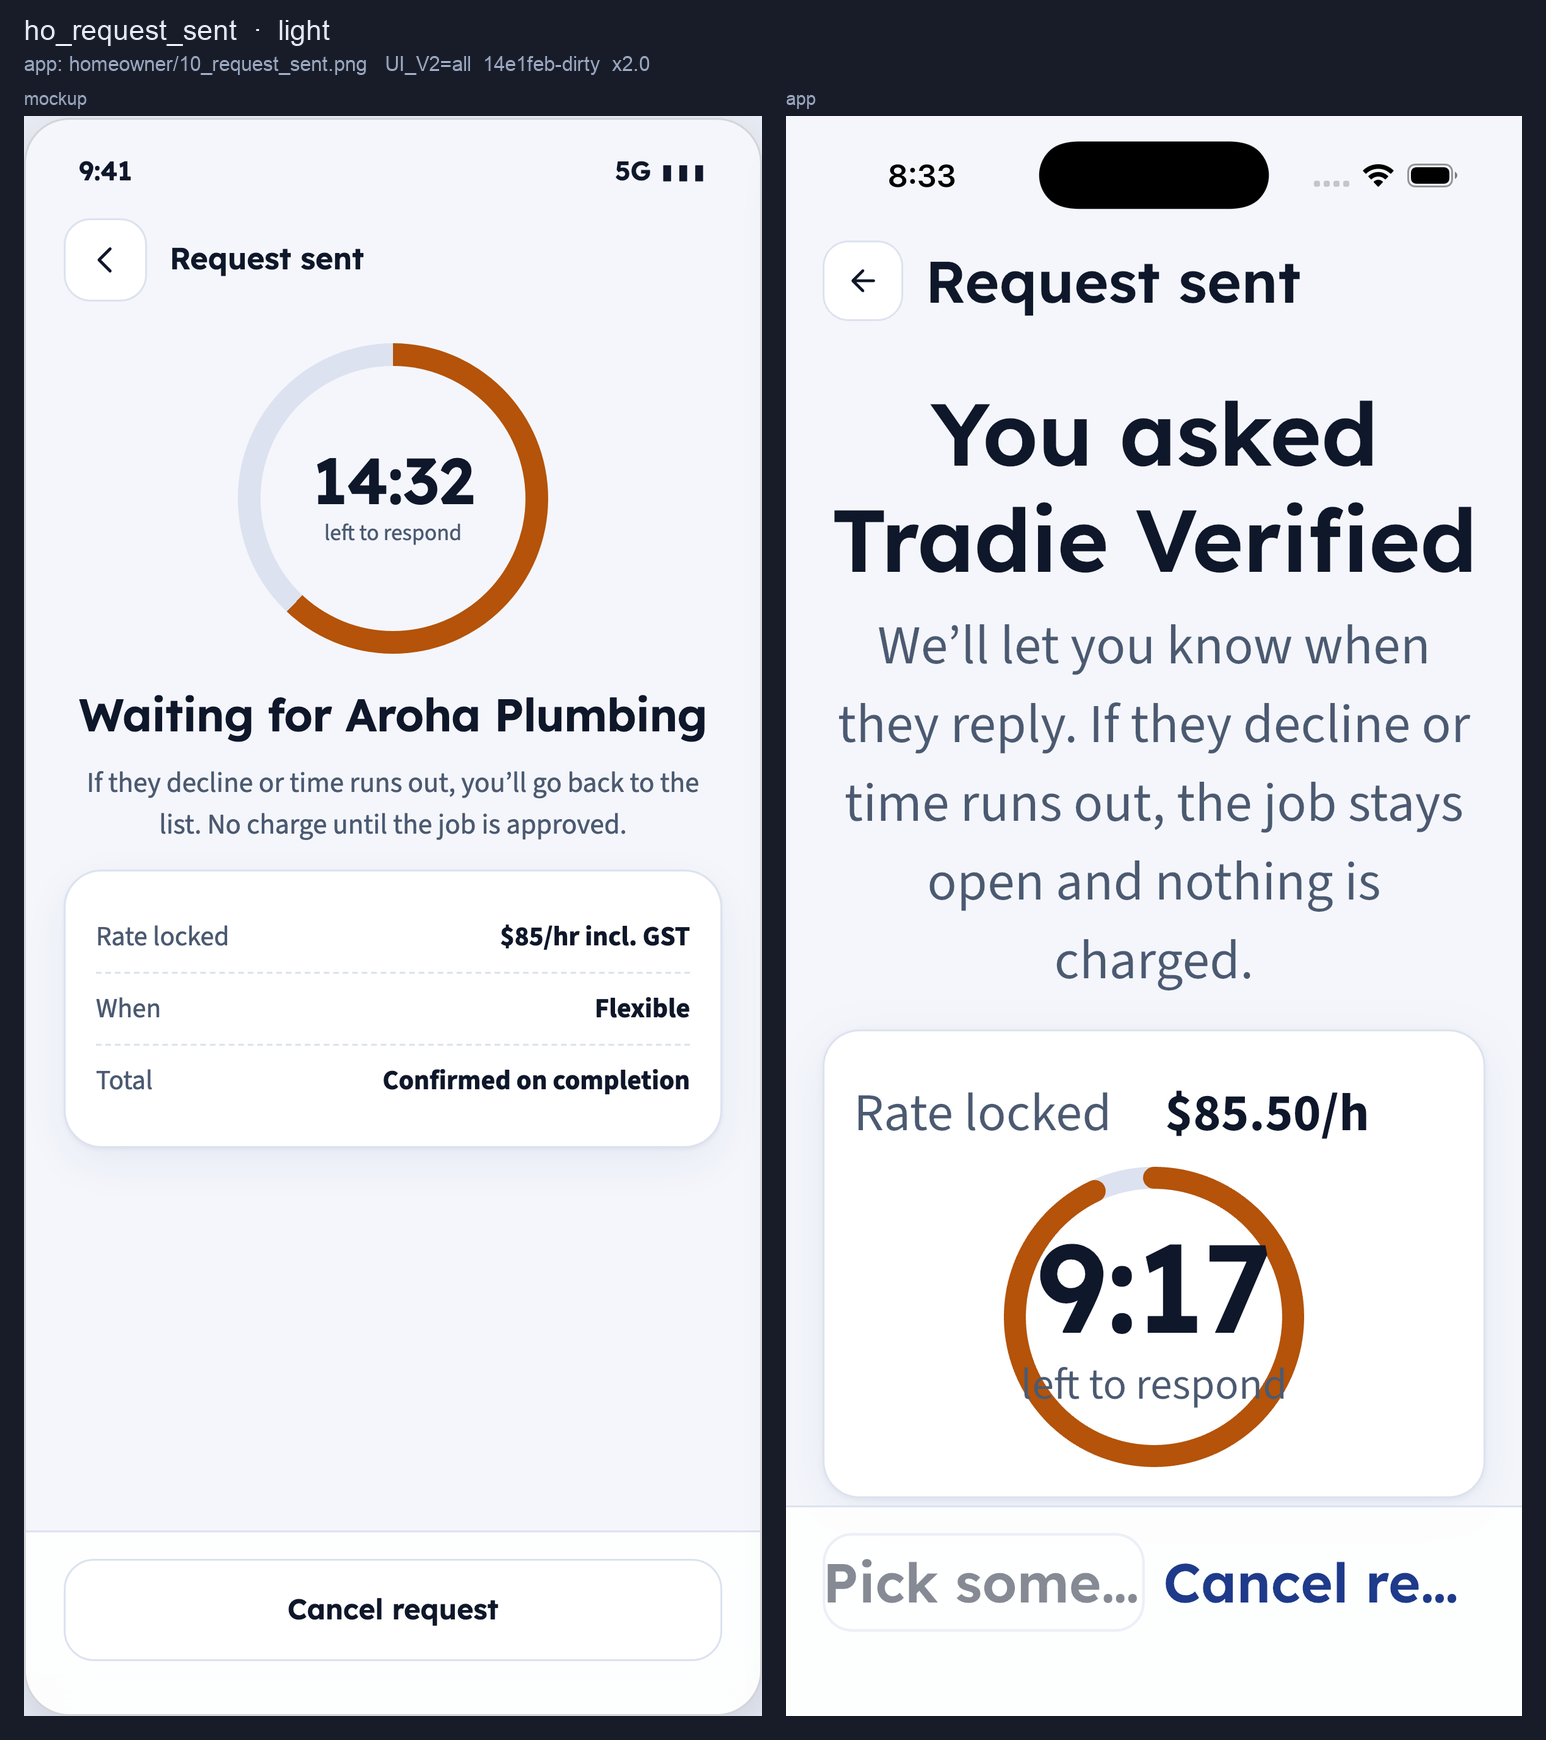 ho_request_sent · light
app: homeowner/10_request_sent.png UI_V2=all 14e1feb-dirty x2.0
mockup
9:41
5G
Request sent
14:32
left to respond
Waiting for Aroha Plumbing
If they decline or time runs out, you’ll go back to the
list. No charge until the job is approved.
Rate locked $85/hr incl. GST
When Flexible
Total Confirmed on completion
Cancel request
app
8:33
Request sent
You asked
Tradie Verified
We’ll let you know when
they reply. If they decline or
time runs out, the job stays
open and nothing is
charged.
Rate locked $85.50/h
9:17
left to respond
Pick some... Cancel re...